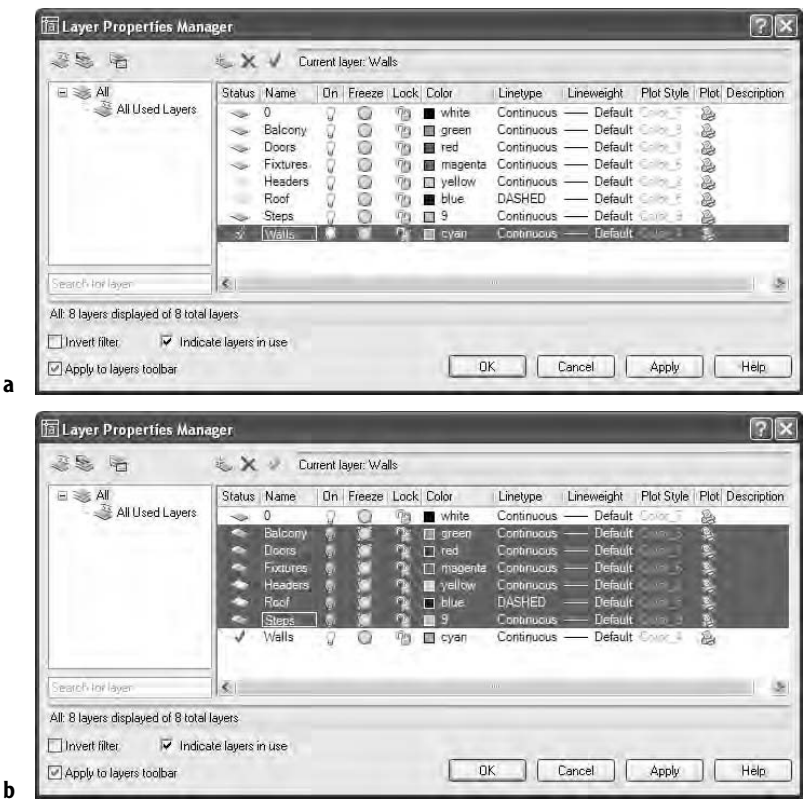 Layer Properties Manager
Current layer: Walls
All
All Used Layers
Status Name On Freeze Lock Color Linetype Lineweight Plot Style Plot Description
0 white Continuous Default Color_7
Balcony green Continuous Default Color_3
Doors red Continuous Default
Fixtures magenta Continuous Default Color_6
Headers yellow Continuous Default
Roof blue DASHED Default
Steps 9 Continuous Default Color_9
Walls cyan Continuous Default Color_4
Search for layer
All: 8 layers displayed of 8 total layers
Invert filter Indicate layers in use
Apply to layers toolbar
OK Cancel Apply Help
a
Layer Properties Manager
Current layer: Walls
All
All Used Layers
Status Name On Freeze Lock Color Linetype Lineweight Plot Style Plot Description
0 white Continuous Default Color_7
Balcony green Continuous Default
Doors red Continuous Default
Fixtures magenta Continuous Default
Headers yellow Continuous Default
Roof blue DASHED Default
Steps 9 Continuous Default
Walls cyan Continuous Default Color_4
Search for layer
All: 8 layers displayed of 8 total layers
Invert filter Indicate layers in use
Apply to layers toolbar
OK Cancel Apply Help
b